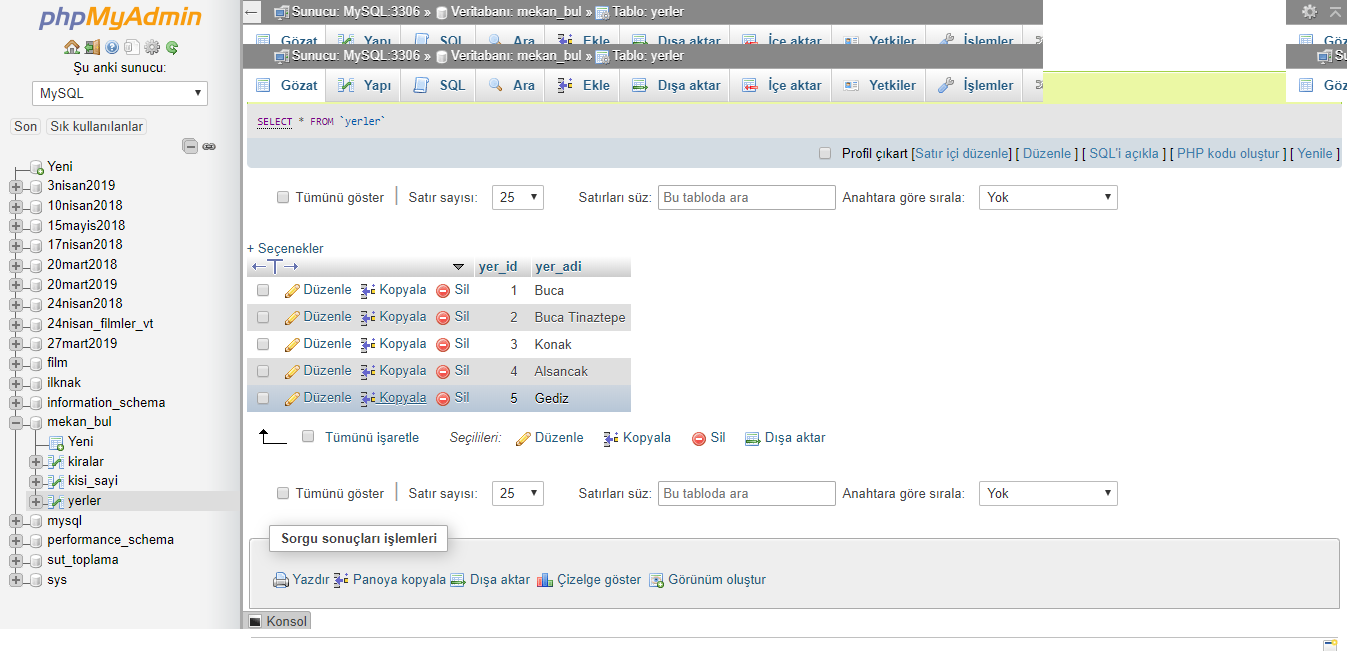 phpMyAdmin
Şu anki sunucu:
MySQL
Son Sık kullanılanlar
Yeni
3nisan2019
10nisan2018
15mayis2018
17nisan2018
20mart2018
20mart2019
24nisan2018
24nisan_filmler_vt
27mart2019
film
ilknak
information_schema
mekan_bul
Yeni
kiralar
kisi_sayi
yerler
mysql
performance_schema
sut_toplama
sys
Sunucu: MySQL:3306 » Veritabanı: mekan_bul » Tablo: yerler
Gözat Yapı SQL Ara Ekle Dışa aktar İçe aktar Yetkiler İşlemler
Sunucu: MySQL:3306 » Veritabanı: mekan_bul » Tablo: yerler
Gözat Yapı SQL Ara Ekle Dışa aktar İçe aktar Yetkiler İşlemler
SELECT * FROM `yerler`
Profil çıkart [Satır içi düzenle] [ Düzenle ] [ SQL'i açıkla ] [ PHP kodu oluştur ] [ Yenile ]
Tümünü göster Satır sayısı: 25 Satırları süz: Bu tabloda ara Anahtara göre sırala: Yok
+ Seçenekler
←T→ yer_id yer_adi
Düzenle Kopyala Sil 1 Buca
Düzenle Kopyala Sil 2 Buca Tinaztepe
Düzenle Kopyala Sil 3 Konak
Düzenle Kopyala Sil 4 Alsancak
Düzenle Kopyala Sil 5 Gediz
Tümünü işaretle Seçilileri: Düzenle Kopyala Sil Dışa aktar
Tümünü göster Satır sayısı: 25 Satırları süz: Bu tabloda ara Anahtara göre sırala: Yok
Sorgu sonuçları işlemleri
Yazdır Panoya kopyala Dışa aktar Çizelge göster Görünüm oluştur
Konsol